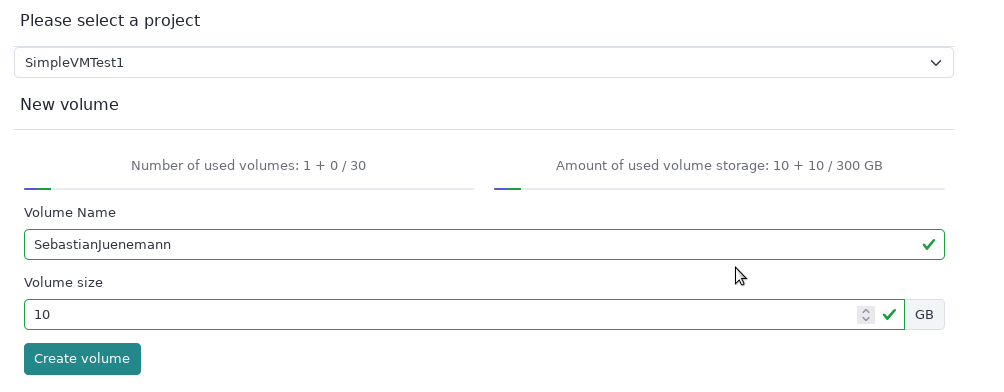 Please select a project
SimpleVMTest1
New volume
Number of used volumes: 1 + 0 / 30
Amount of used volume storage: 10 + 10 / 300 GB
Volume Name
SebastianJuenemann
Volume size
10
GB
Create volume